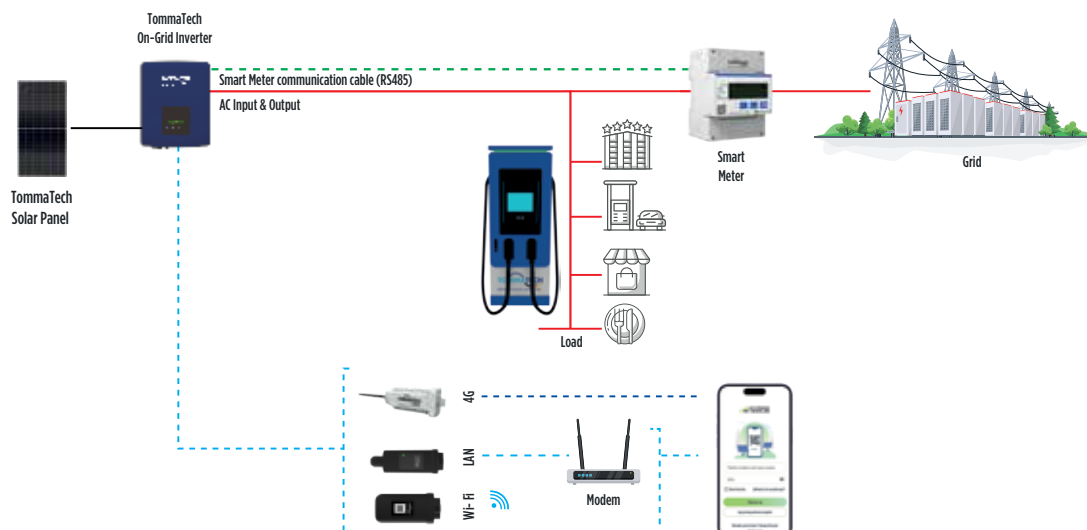 TommaTech
On-Grid Inverter
Smart Meter communication cable (RS485)
AC Input & Output
TommaTech
Solar Panel
Smart
Meter
Grid
Load
4G
LAN
Wi-Fi
Modem